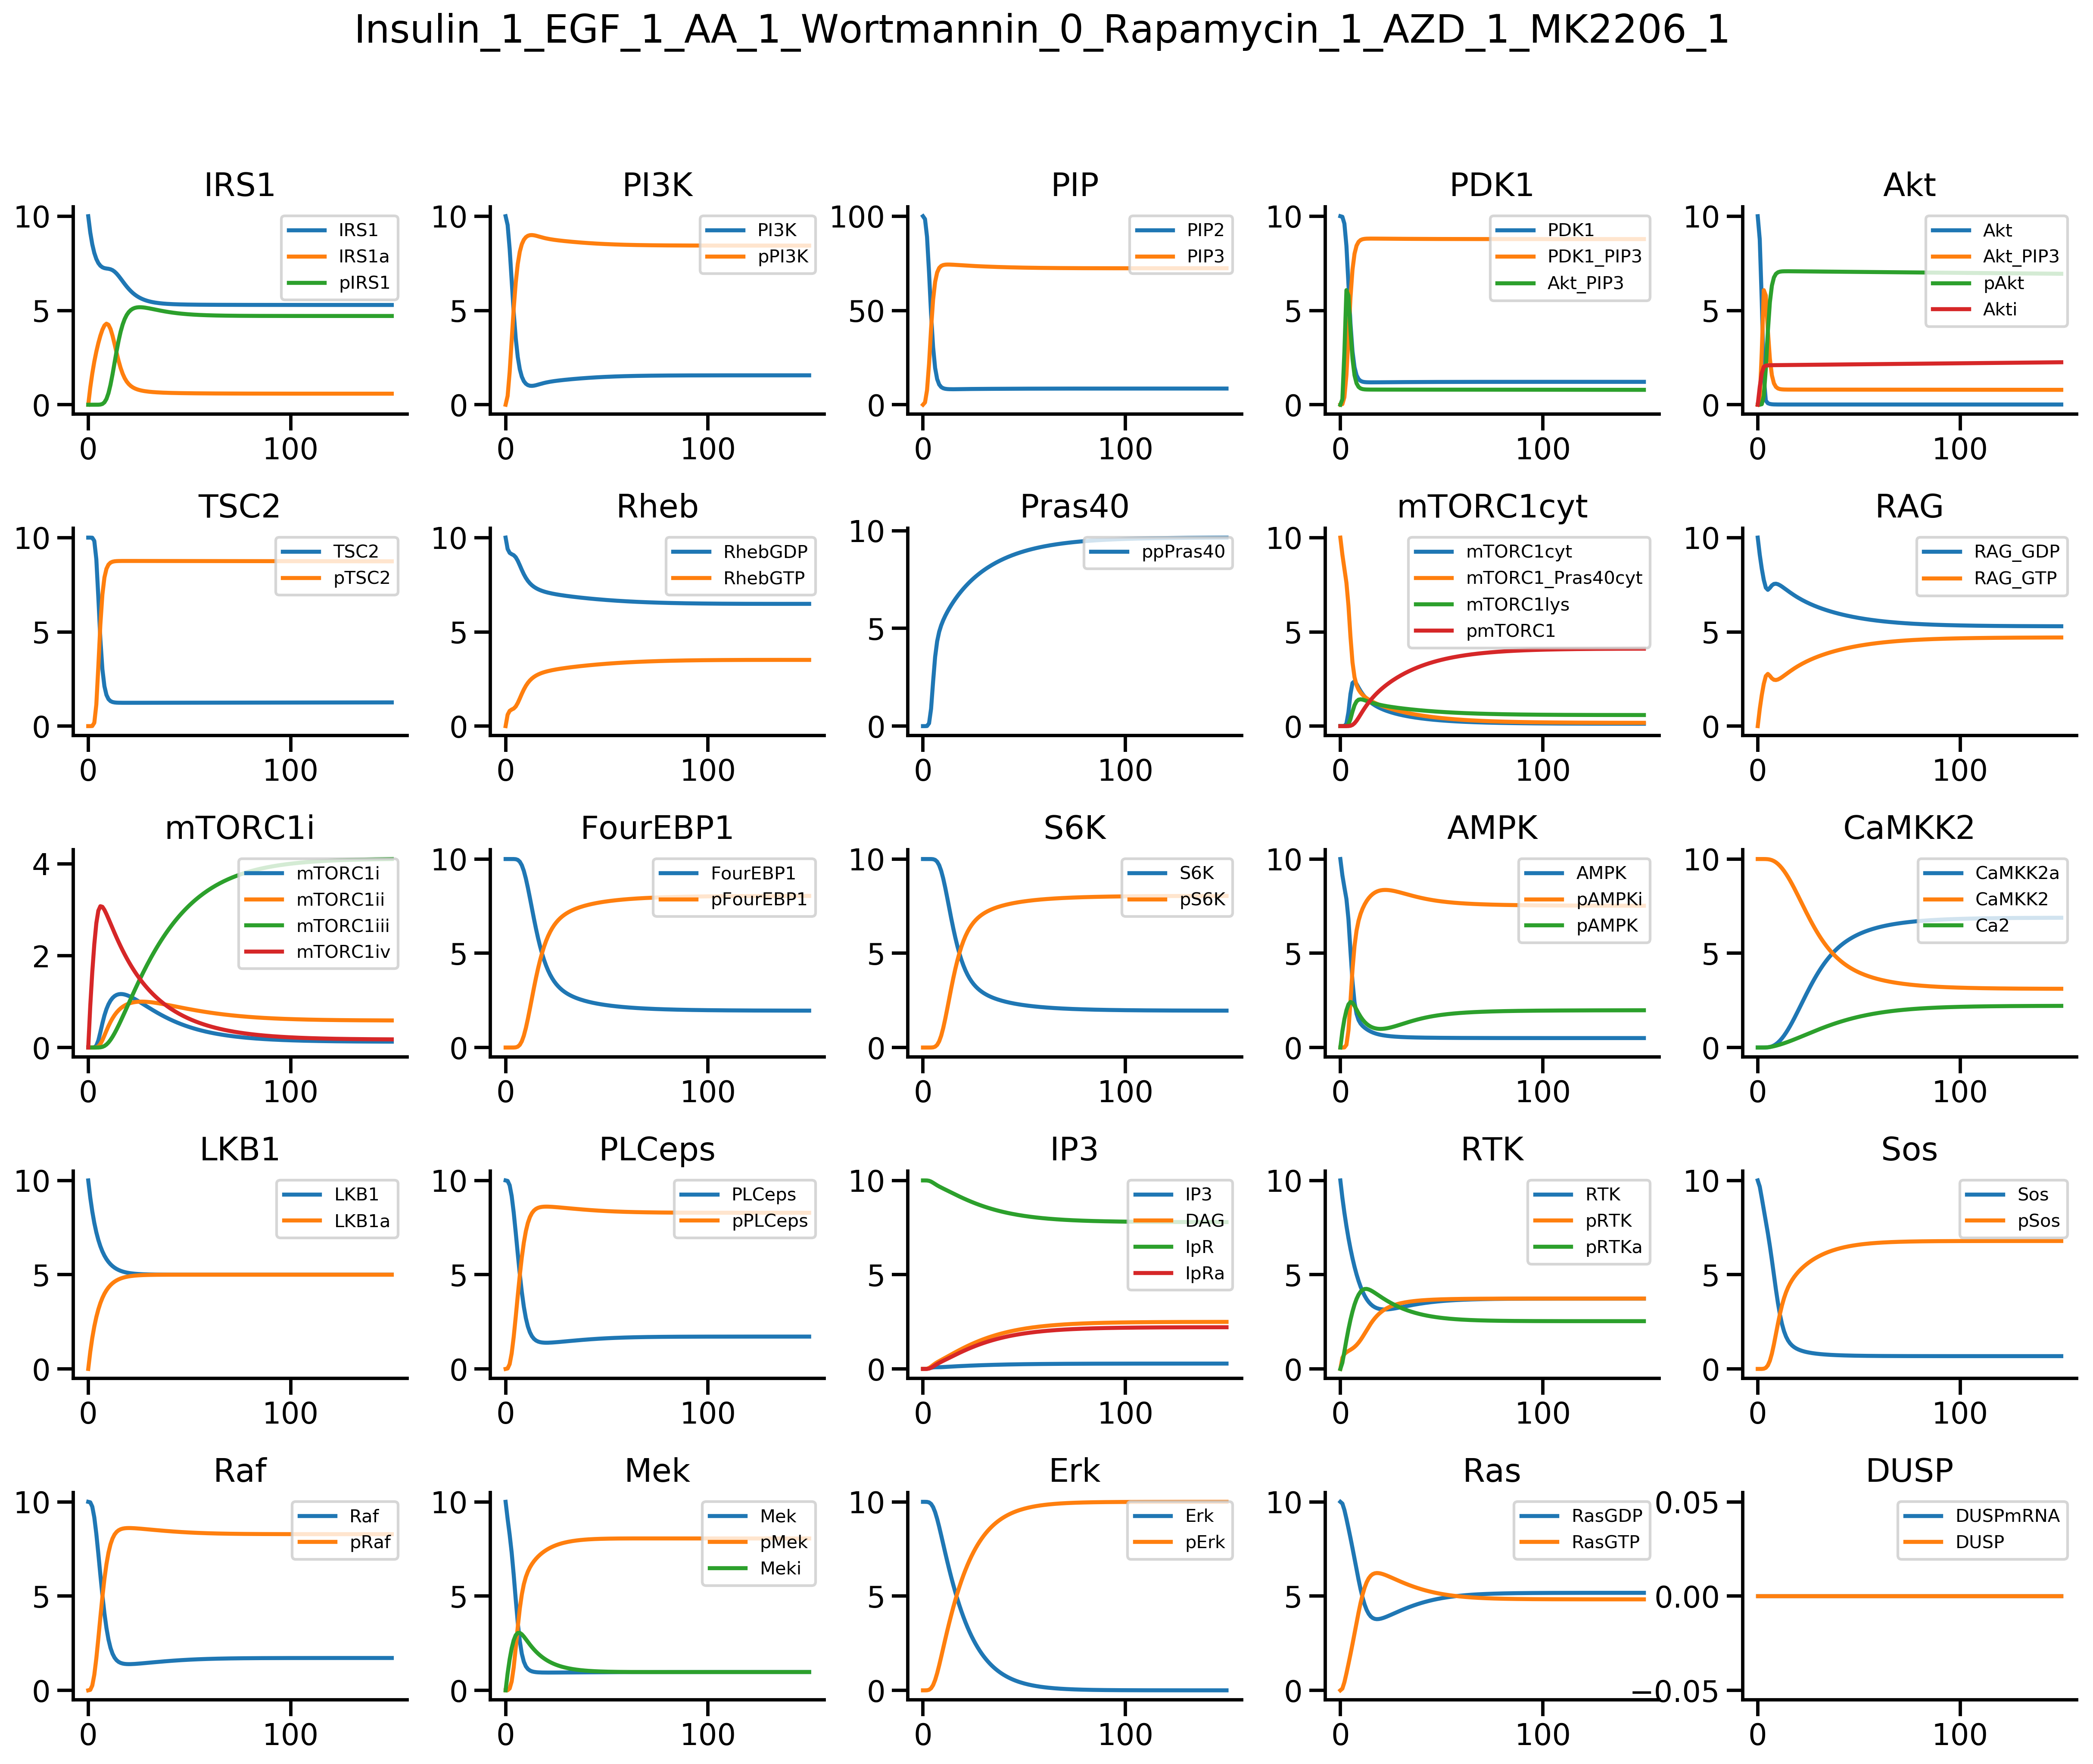 Insulin_1_EGF_1_AA_1_Wortmannin_0_Rapamycin_1_AZD_1_MK2206_1
IRS1
10
5
0
0
100
IRS1
IRS1a
pIRS1
PI3K
10
5
0
0
100
PI3K
pPI3K
PIP
100
50
0
0
100
PIP2
PIP3
PDK1
10
5
0
0
100
PDK1
PDK1_PIP3
Akt_PIP3
Akt
10
5
0
0
100
Akt
Akt_PIP3
pAkt
Akti
TSC2
10
5
0
0
100
TSC2
pTSC2
Rheb
10
5
0
0
100
RhebGDP
RhebGTP
Pras40
10
5
0
0
100
ppPras40
mTORC1cyt
10
5
0
0
100
mTORC1cyt
mTORC1_Pras40cyt
mTORC1lys
pmTORC1
RAG
10
5
0
0
100
RAG_GDP
RAG_GTP
mTORC1i
4
2
0
0
100
mTORC1i
mTORC1ii
mTORC1iii
mTORC1iv
FourEBP1
10
5
0
0
100
FourEBP1
pFourEBP1
S6K
10
5
0
0
100
S6K
pS6K
AMPK
10
5
0
0
100
AMPK
pAMPKi
pAMPK
CaMKK2
10
5
0
0
100
CaMKK2a
CaMKK2
Ca2
LKB1
10
5
0
0
100
LKB1
LKB1a
PLCeps
10
5
0
0
100
PLCeps
pPLCeps
IP3
10
5
0
0
100
IP3
DAG
IpR
IpRa
RTK
10
5
0
0
100
RTK
pRTK
pRTKa
Sos
10
5
0
0
100
Sos
pSos
Raf
10
5
0
0
100
Raf
pRaf
Mek
10
5
0
0
100
Mek
pMek
Meki
Erk
10
5
0
0
100
Erk
pErk
Ras
10
5
0
0
100
RasGDP
RasGTP
DUSP
0.05
0.00
−0.05
0
100
DUSPmRNA
DUSP